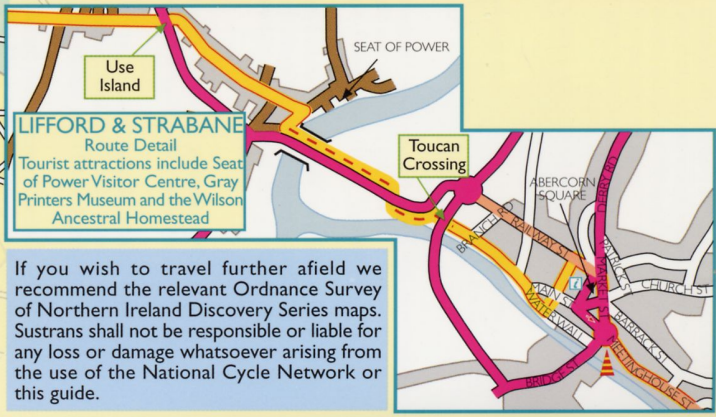 SEAT OF POWER
Use
Island
LIFFORD & STRABANE
Route Detail
Tourist attractions include Seat
of Power Visitor Centre, Gray
Printers Museum and the Wilson
Ancestral Homestead
Toucan
Crossing
ABERCORN
SQUARE
DERRY RD
BRANCH RD
RAILWAY ST
PATRICK ST
CHURCH ST
MARKET ST
MAIN ST
WATER WALL
BARRACK ST
MEETINGHOUSE ST
BRIDGE ST
If you wish to travel further afield we
recommend the relevant Ordnance Survey
of Northern Ireland Discovery Series maps.
Sustrans shall not be responsible or liable for
any loss or damage whatsoever arising from
the use of the National Cycle Network or
this guide.